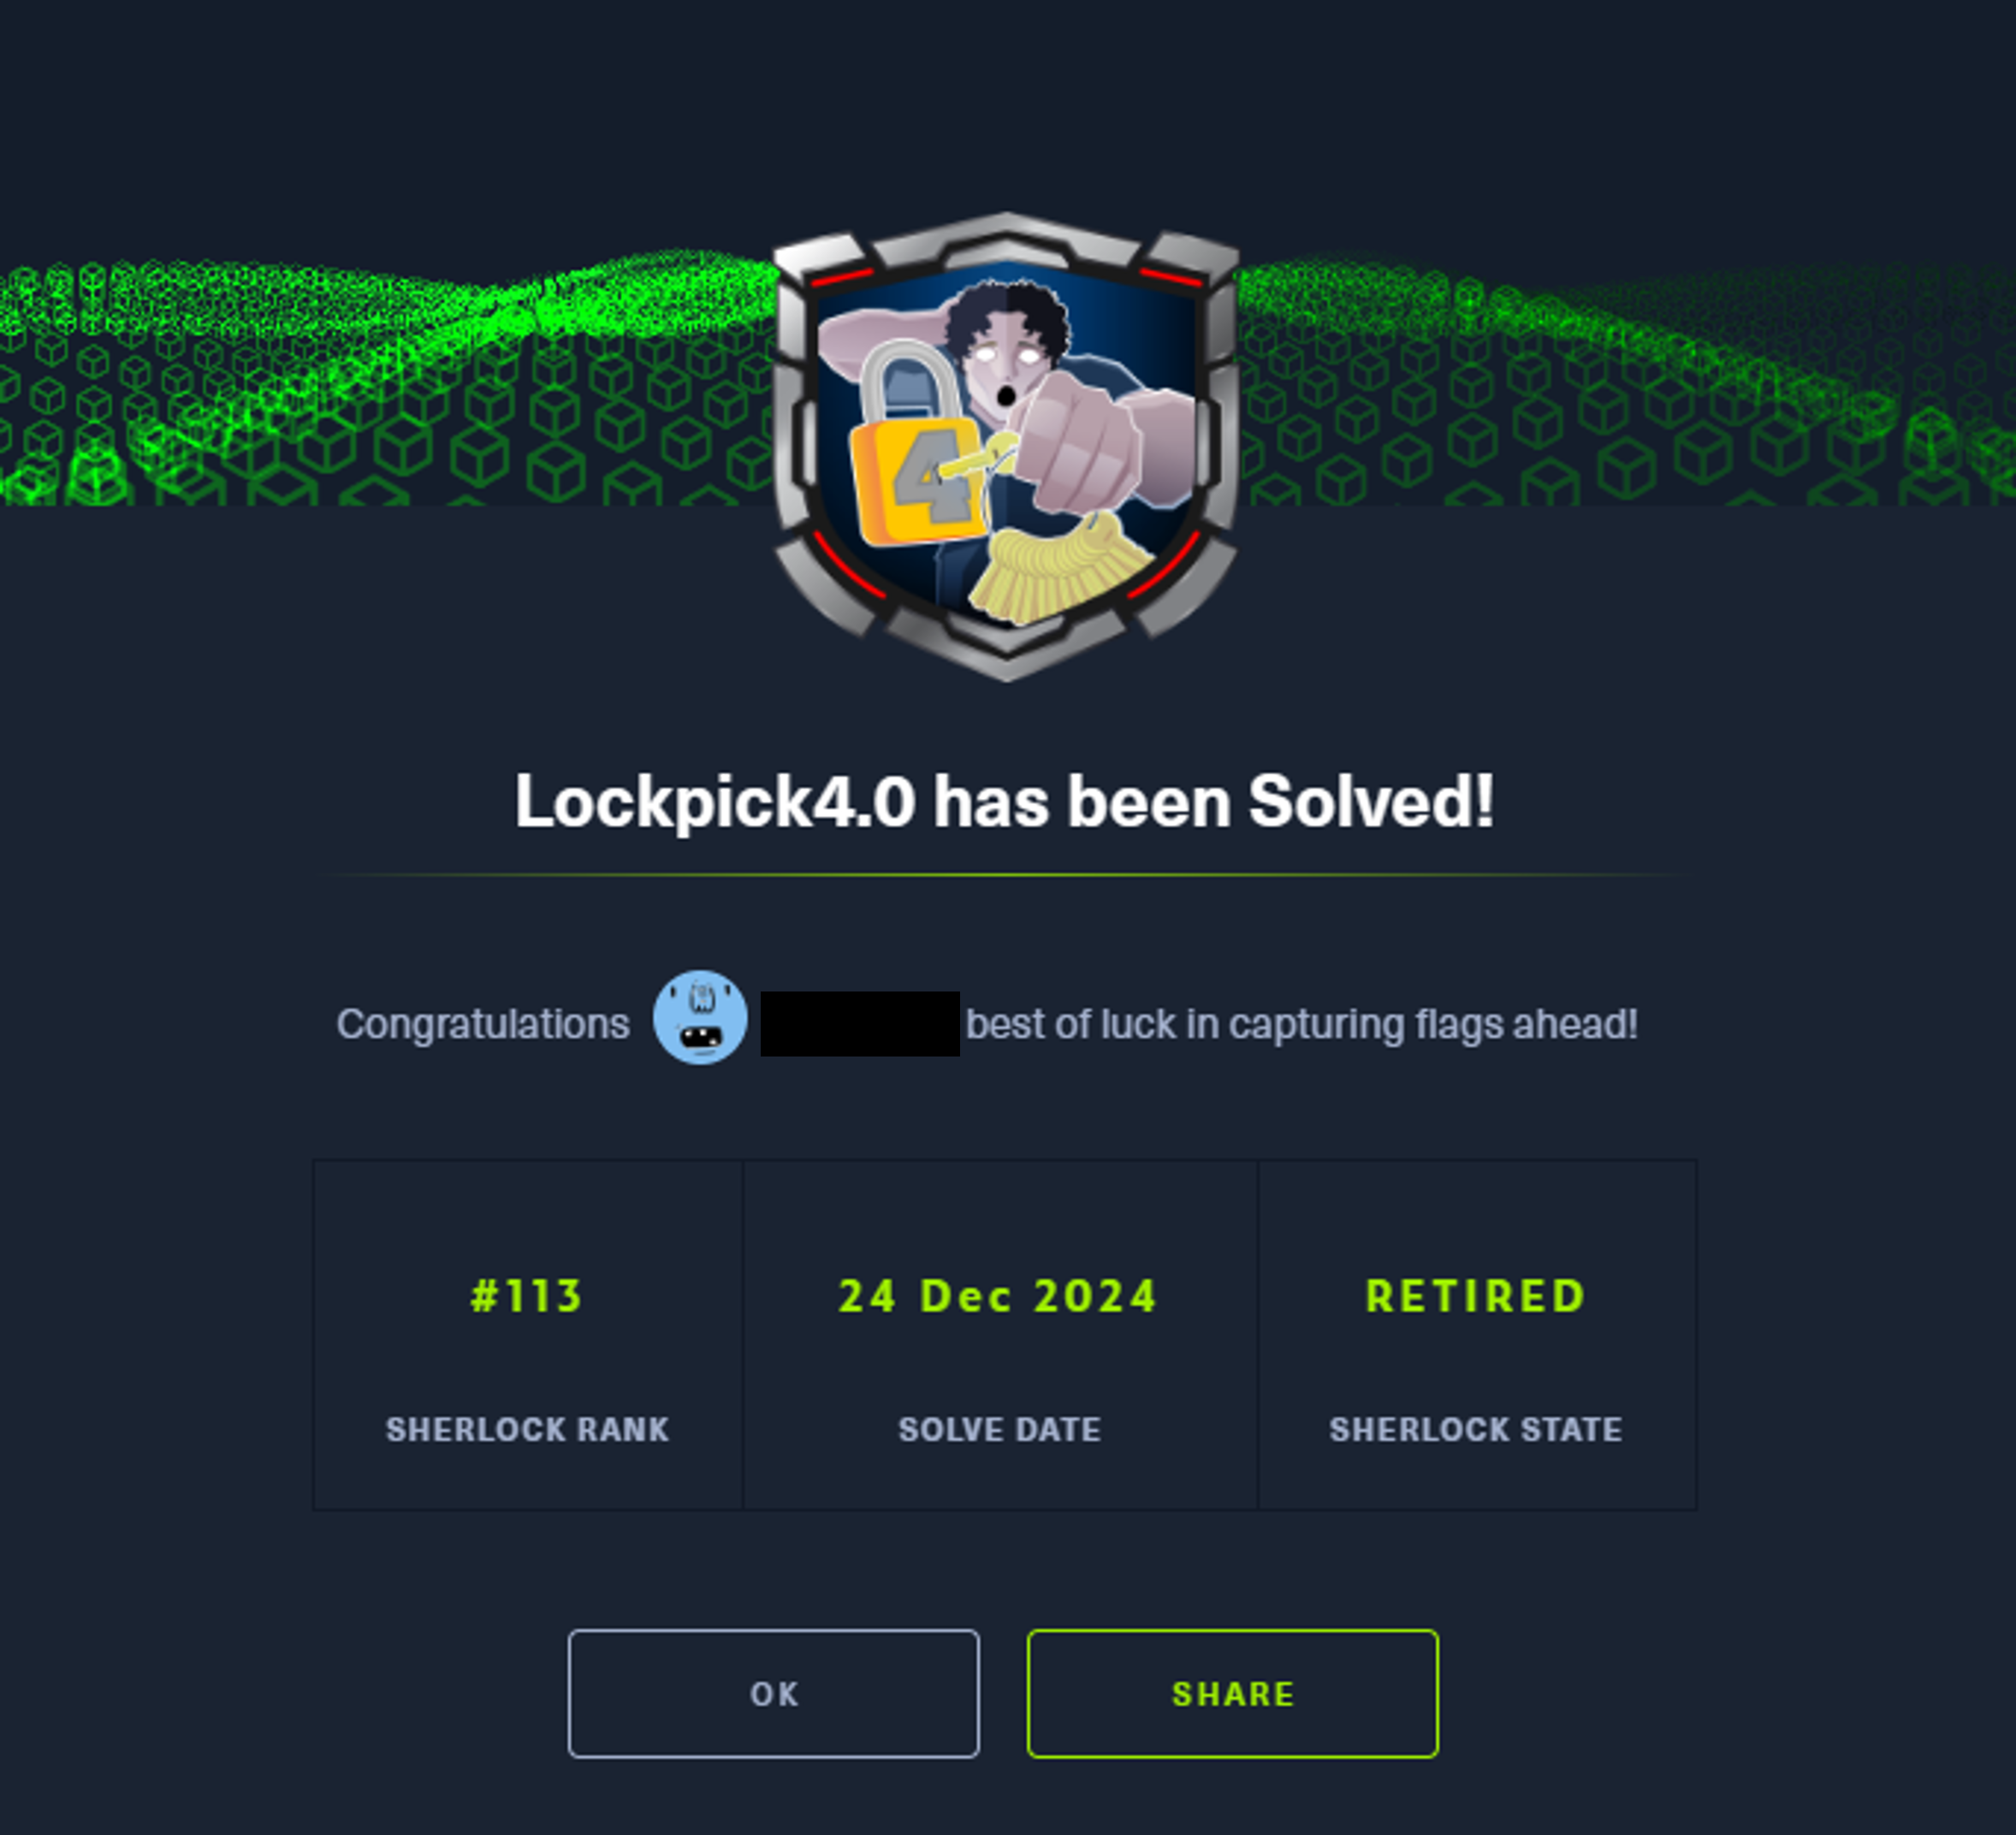 4
Lockpick4.0 has been Solved!
Congratulations best of luck in capturing flags ahead!
#113 24 Dec 2024 RETIRED
SHERLOCK RANK SOLVE DATE SHERLOCK STATE
OK SHARE